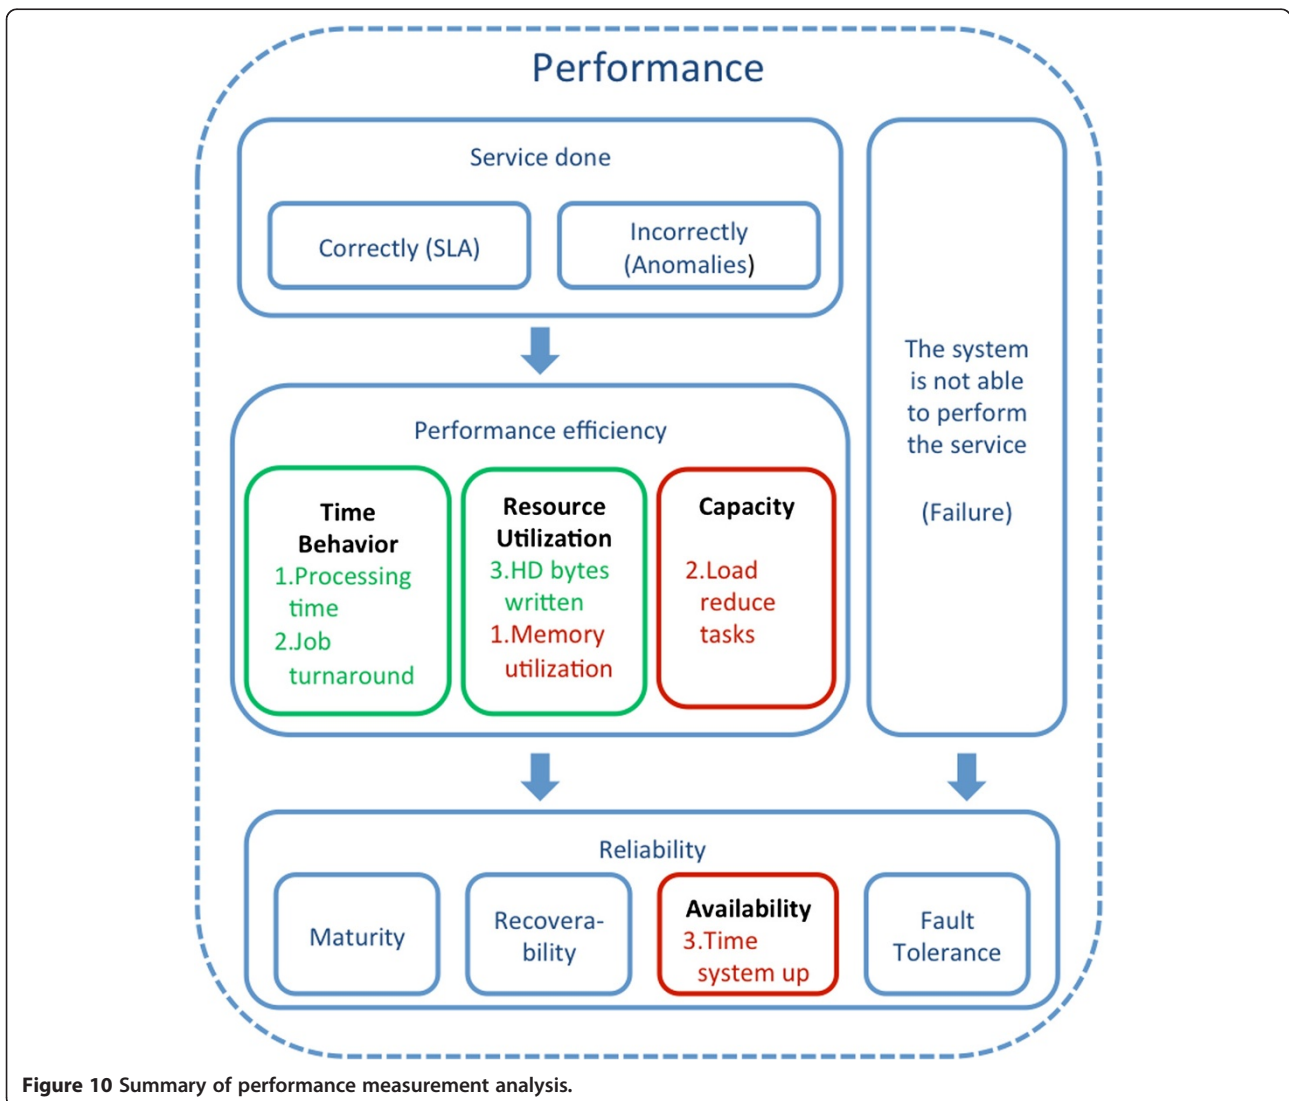 Performance
Service done
Correctly (SLA)
Incorrectly
(Anomalies)
The system
is not able
to perform
the service
(Failure)
Performance efficiency
Time
Behavior
1.Processing
time
2.Job
turnaround
Resource
Utilization
3.HD bytes
written
1.Memory
utilization
Capacity
2.Load
reduce
tasks
Reliability
Maturity
Recovera-
bility
Availability
3.Time
system up
Fault
Tolerance
Figure 10 Summary of performance measurement analysis.